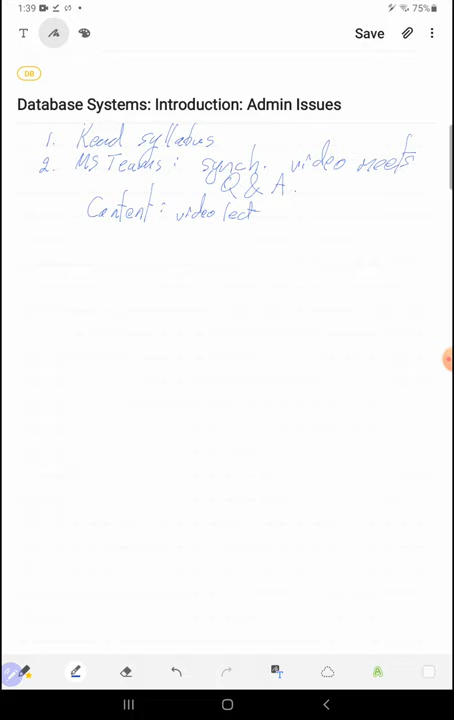 1:39 75%
T Save
DB
Database Systems: Introduction: Admin Issues
1. Read syllabus
2. MS Teams: synch. video meets
Q & A.
Content: video lect